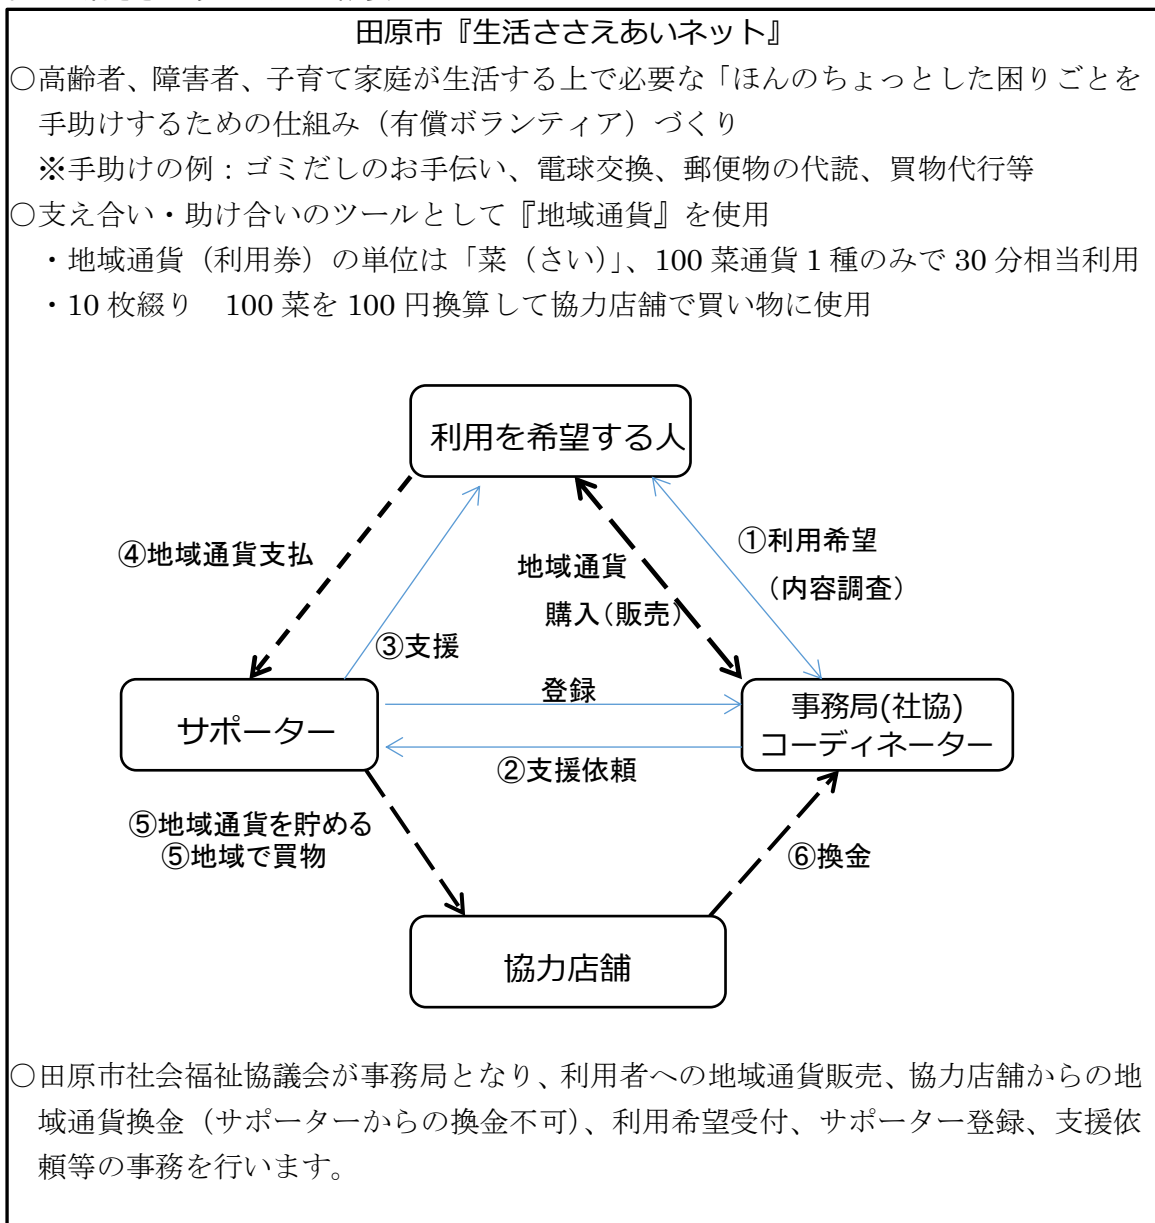 田原市『生活ささえあいネット』
○高齢者、障害者、子育て家庭が生活する上で必要な「ほんのちょっとした困りごとを
手助けするための仕組み（有償ボランティア）づくり
※手助けの例：ゴミだしのお手伝い、電球交換、郵便物の代読、買物代行等
○支え合い・助け合いのツールとして『地域通貨』を使用
・地域通貨（利用券）の単位は「菜（さい）」、100 菜通貨 1 種のみで 30 分相当利用
・10 枚綴り　100 菜を 100 円換算して協力店舗で買い物に使用
利用を希望する人
④地域通貨支払
地域通貨
購入（販売）
①利用希望
（内容調査）
③支援
登録
サポーター
事務局(社協)
コーディネーター
②支援依頼
⑤地域通貨を貯める
⑤地域で買物
⑥換金
協力店舗
○田原市社会福祉協議会が事務局となり、利用者への地域通貨販売、協力店舗からの地
域通貨換金（サポーターからの換金不可）、利用希望受付、サポーター登録、支援依
頼等の事務を行います。